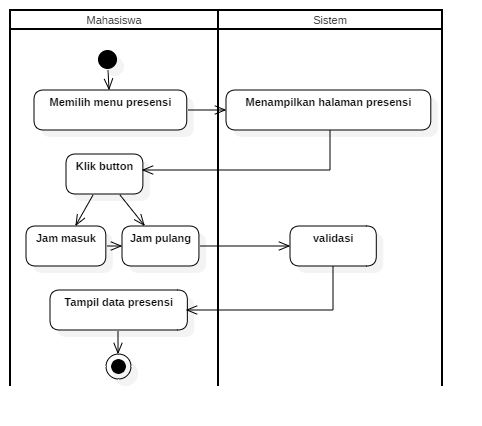 Mahasiswa
Sistem
Memilih menu presensi
Menampilkan halaman presensi
Klik button
Jam masuk
Jam pulang
validasi
Tampil data presensi